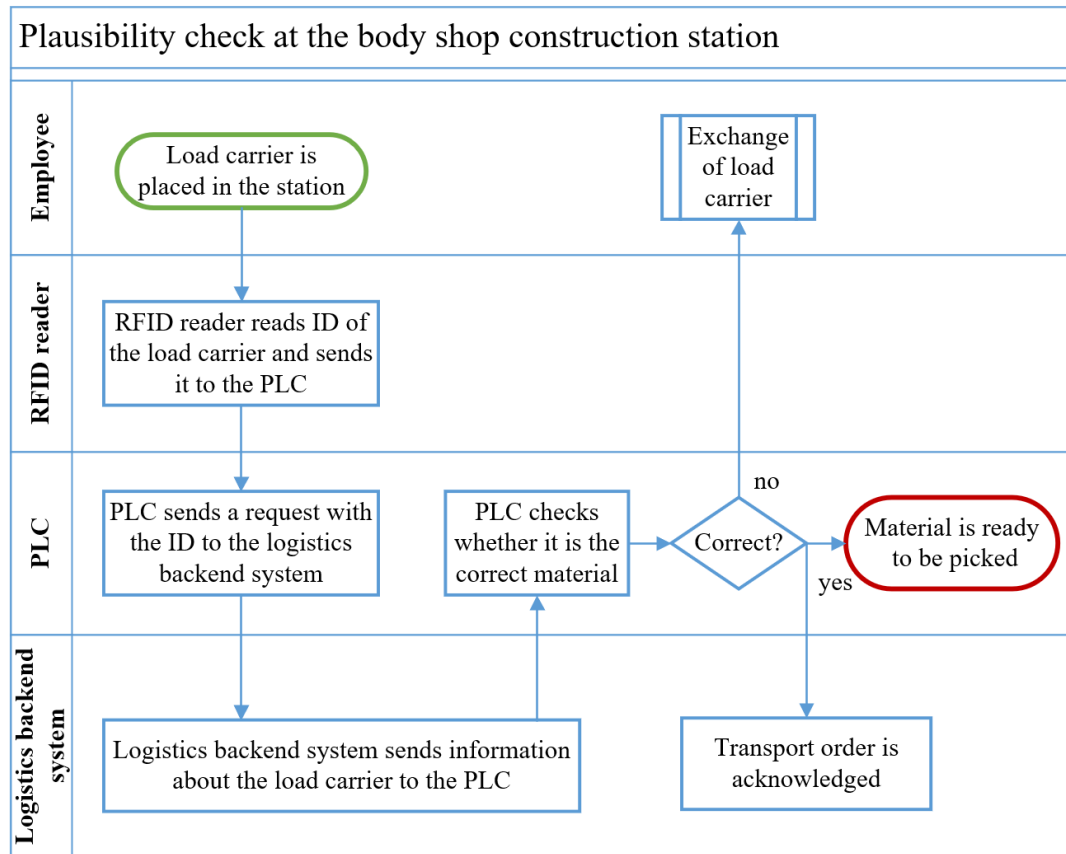 Plausibility check at the body shop construction station
Employee
Load carrier is
placed in the station
Exchange
of load
carrier
RFID reader
RFID reader reads ID of
the load carrier and sends
it to the PLC
PLC
PLC sends a request with
the ID to the logistics
backend system
PLC checks
whether it is the
correct material
Correct?
no
yes
Material is ready
to be picked
Logistics backend
system
Logistics backend system sends information
about the load carrier to the PLC
Transport order is
acknowledged